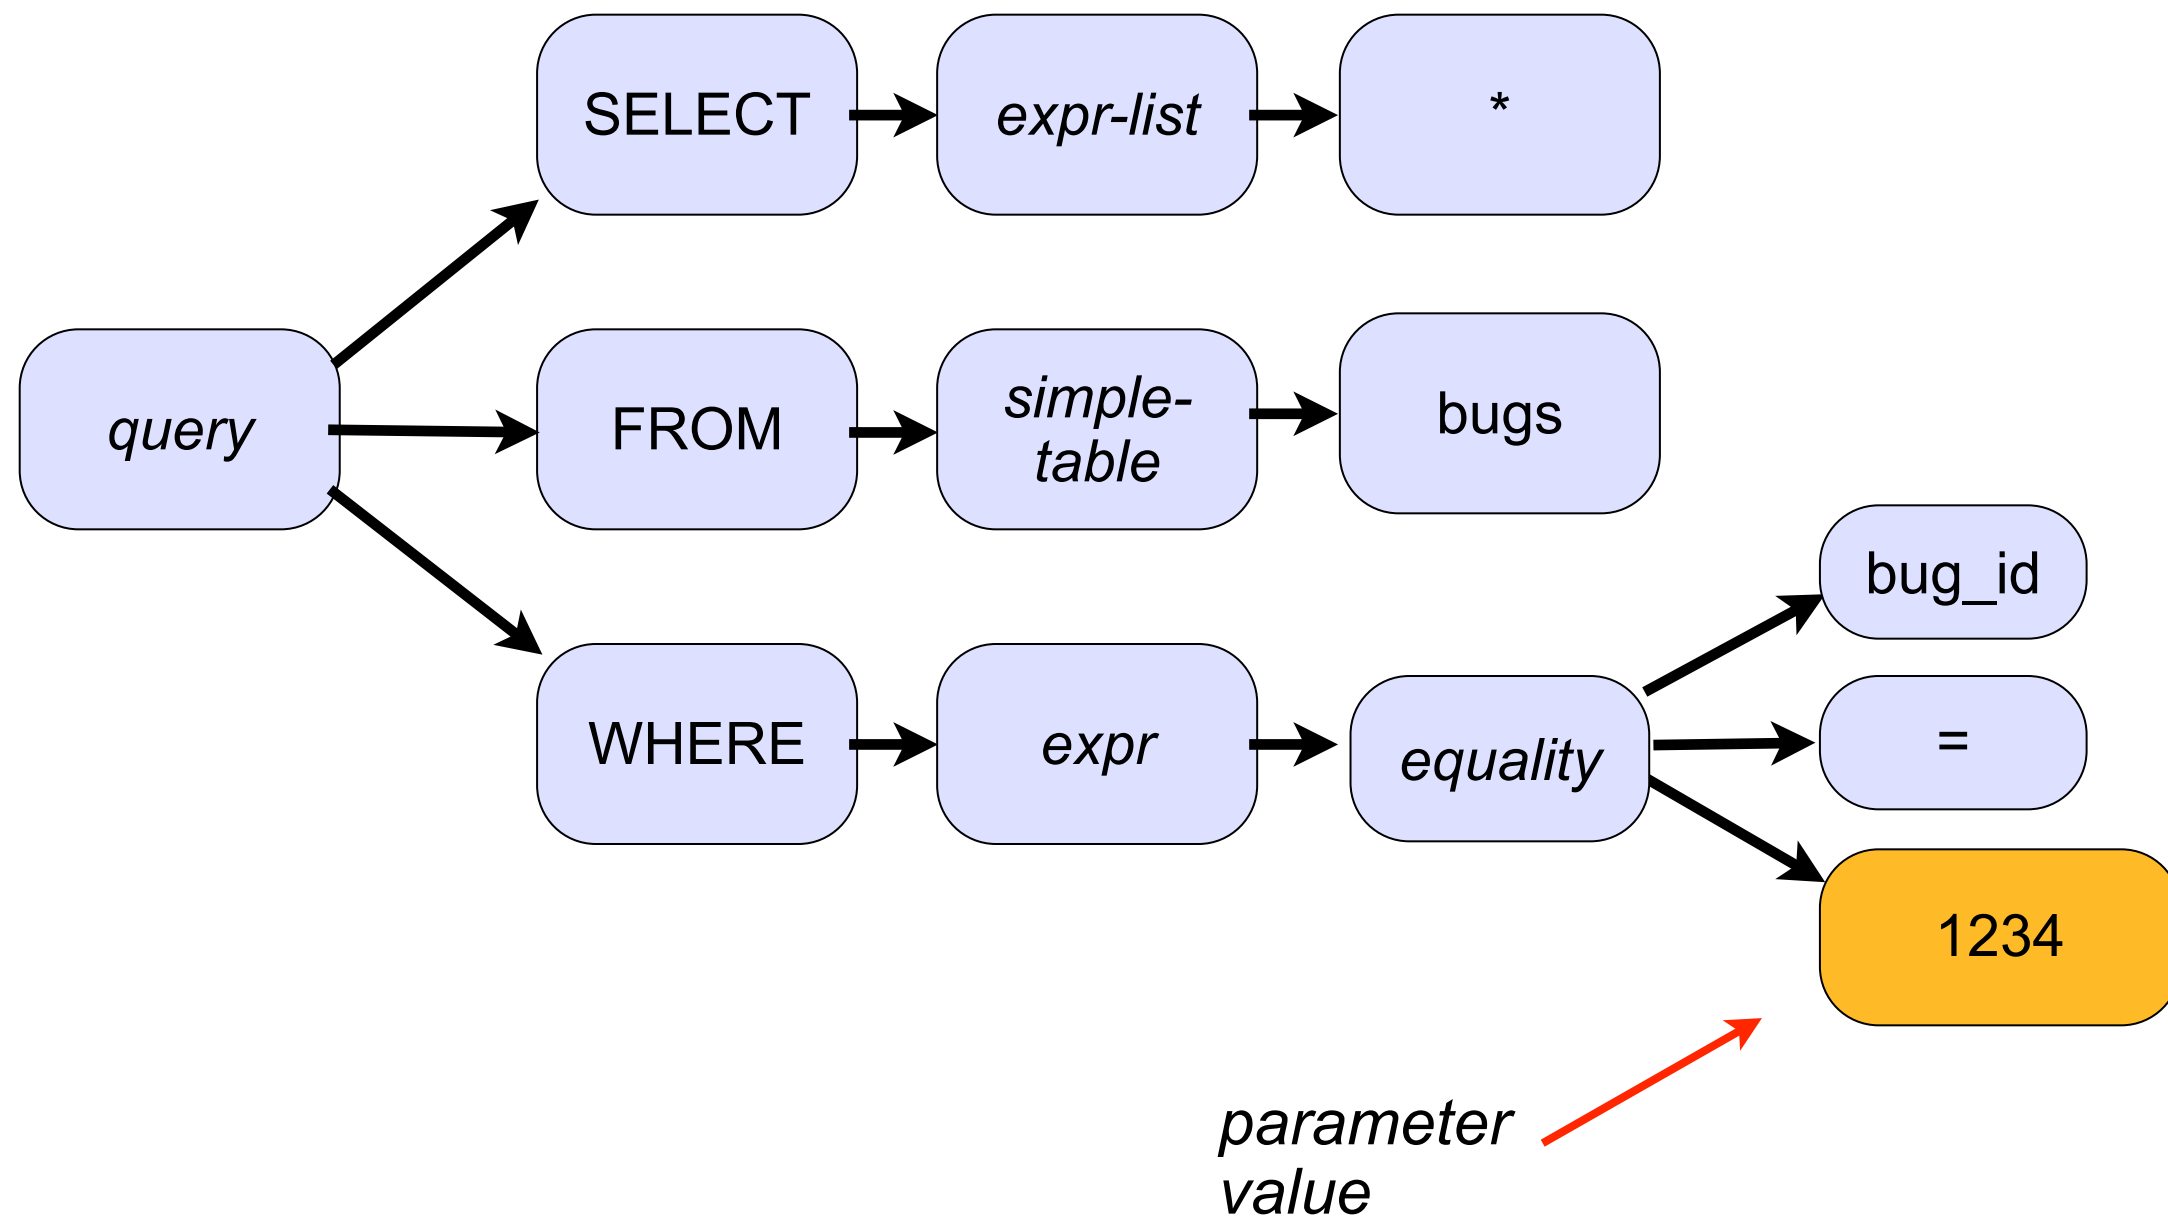 SELECT
expr-list
*
query
FROM
simple-
table
bugs
WHERE
expr
equality
bug_id
=
1234
parameter
value